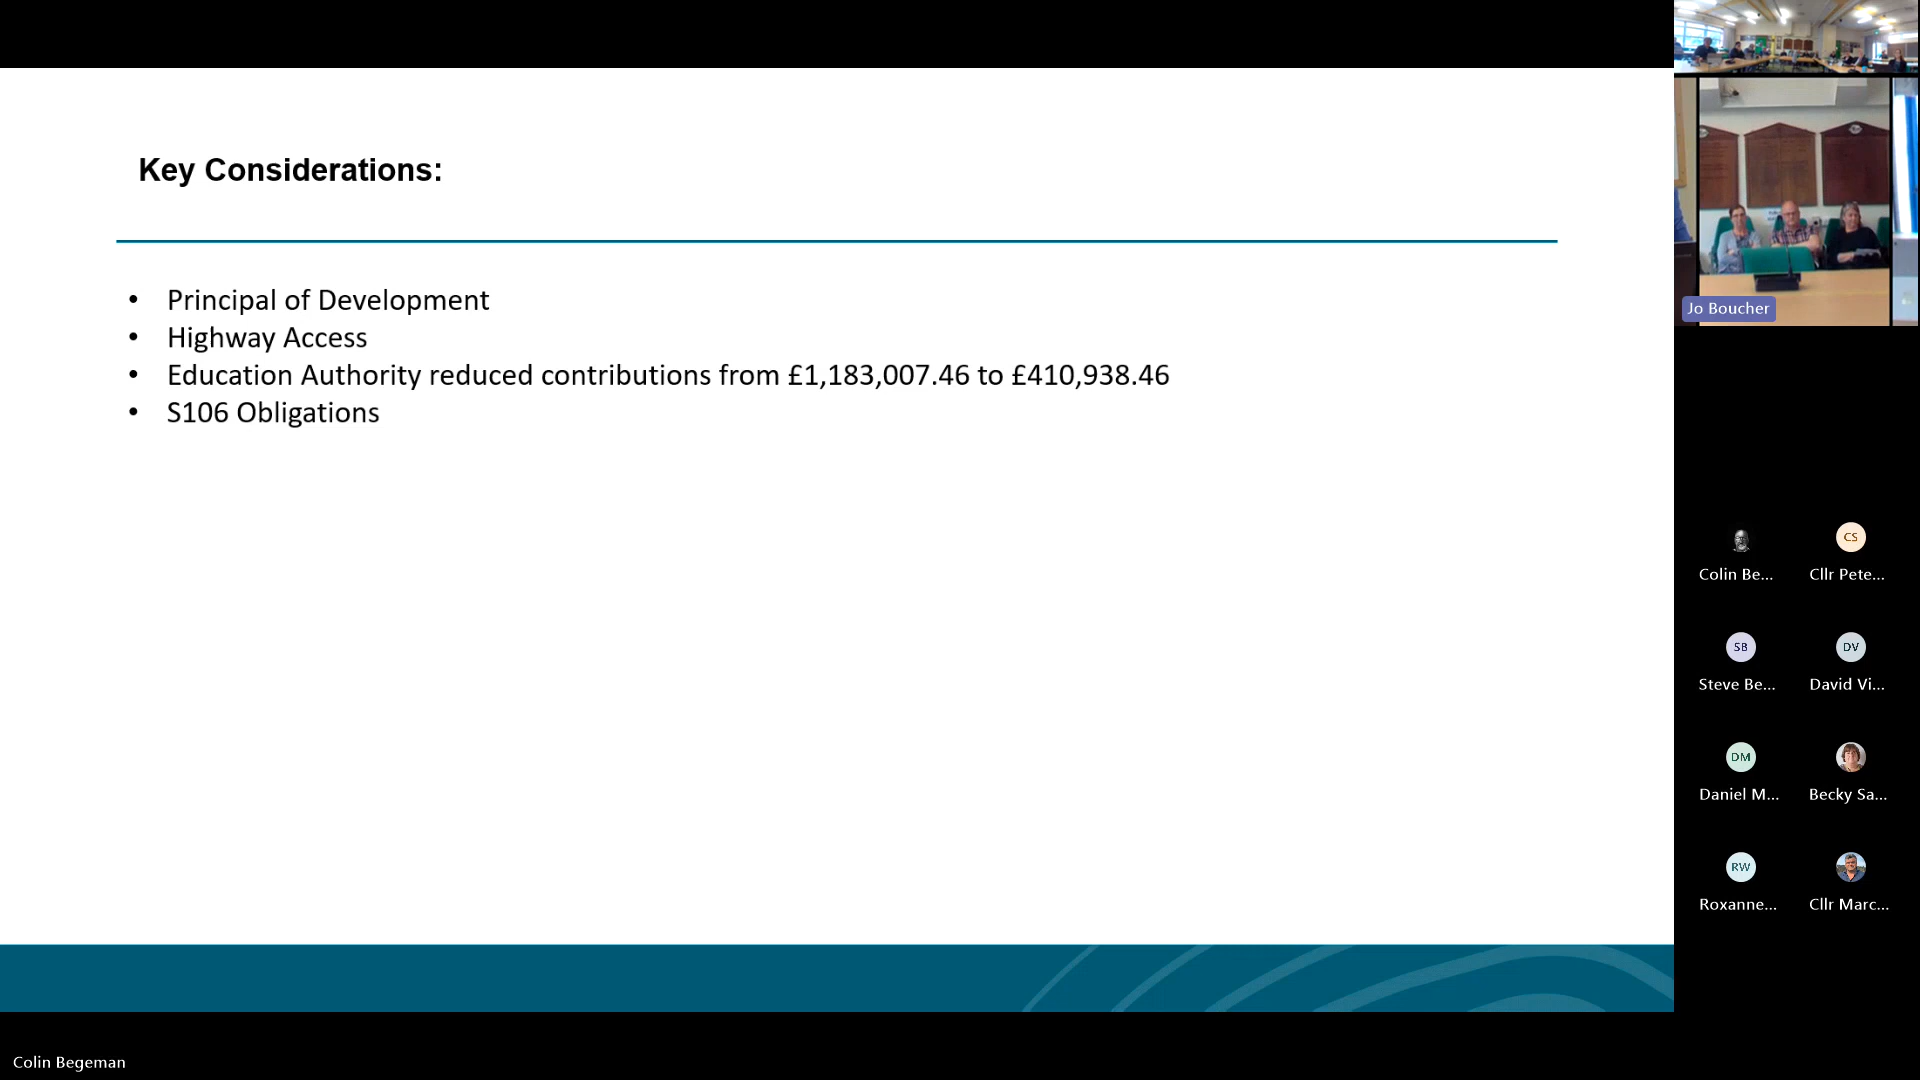 Key Considerations:
• Principal of Development
• Highway Access
• Education Authority reduced contributions from £1,183,007.46 to £410,938.46
• S106 Obligations
Jo Boucher
CS
Colin Be...
Cllr Pete...
SB
DV
Steve Be...
David Vi...
DM
Daniel M...
Becky Sa...
RW
Roxanne...
Cllr Marc...
Colin Begeman